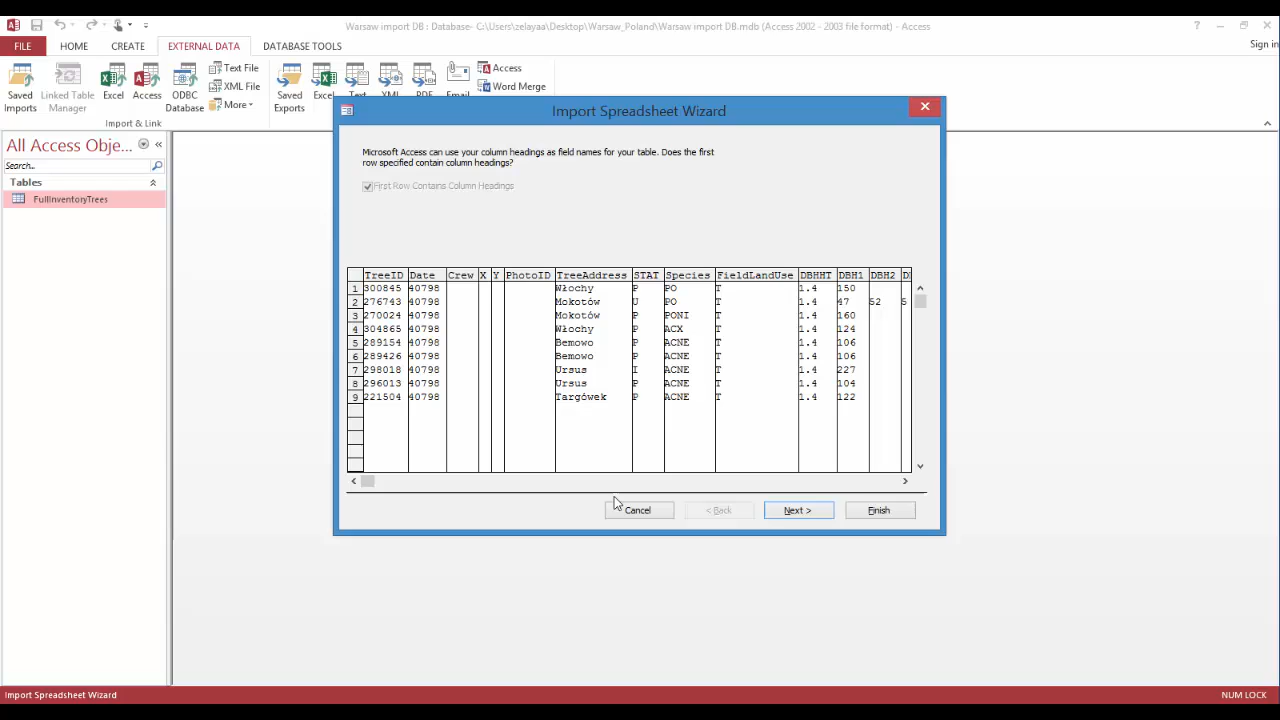 Warsaw import DB : Database- C:\Users\zelayaa\Desktop\Warsaw_Poland\Warsaw import DB.mdb (Access 2002 - 2003 file format) - Access
FILE HOME CREATE EXTERNAL DATA DATABASE TOOLS Sign in
Saved Imports
Linked Table Manager
Excel
Access
ODBC Database
Text File
XML File
More
Import & Link
Saved Exports
Excel
Text
XML
PDF
Email
Access
Word Merge
All Access Obje...
Search..
Tables
FullInventoryTrees
Import Spreadsheet Wizard
Microsoft Access can use your column headings as field names for your table. Does the first
row specified contain column headings?
First Row Contains Column Headings
TreeID Date Crew X Y PhotoID TreeAddress STAT Species FieldLandUse DBHHT DBH1 DBH2
1 300845 40798 Włochy P PO T 1.4 150
2 276743 40798 Mokotów U PO T 1.4 47 52 5
3 270024 40798 Mokotów P PONI T 1.4 160
4 304865 40798 Włochy P ACX T 1.4 124
5 289154 40798 Bemowo P ACNE T 1.4 106
6 289426 40798 Bemowo P ACNE T 1.4 106
7 298018 40798 Ursus I ACNE T 1.4 227
8 296013 40798 Ursus P ACNE T 1.4 104
9 221504 40798 Targówek P ACNE T 1.4 122
Cancel < Back Next > Finish
Import Spreadsheet Wizard NUM LOCK